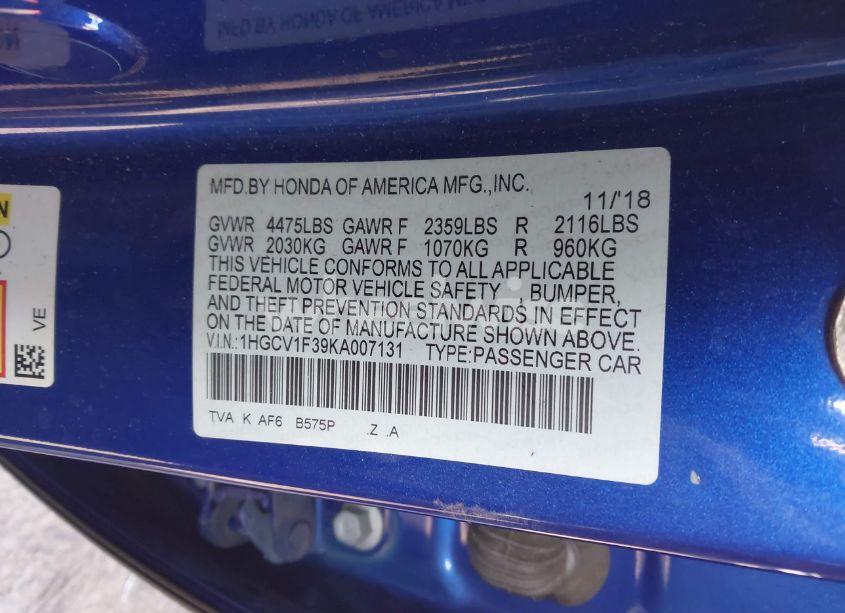 MFD.BY HONDA OF AMERICA MFG.,INC.
11/'18
GVWR 4475LBS GAWR F 2359LBS R 2116LBS
GVWR 2030KG GAWR F 1070KG R 960KG
THIS VEHICLE CONFORMS TO ALL APPLICABLE
FEDERAL MOTOR VEHICLE SAFETY , BUMPER,
AND THEFT PREVENTION STANDARDS IN EFFECT
ON THE DATE OF MANUFACTURE SHOWN ABOVE.
V.I.N.:1HGCV1F39KA007131 TYPE:PASSENGER CAR
TVA K AF6 B575P .Z .A
VE